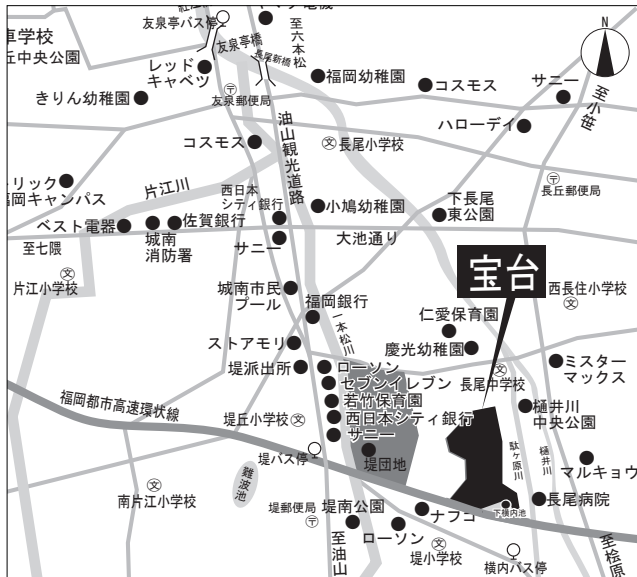 友泉亭バス停
至六本松
友泉亭橋
長尾新橋
車学校
丘中央公園
レッド
キャベツ
きりん幼稚園
友泉郵便局
福岡幼稚園
コスモス
サニー
N
至小笹
ハローデイ
コスモス
油山観光道路
長尾小学校
片江川
西日本
シティ銀行
小鳩幼稚園
下長尾
東公園
長丘郵便局
ベスト電器
佐賀銀行
城南
消防署
サニー
大池通り
至七隈
片江小学校
宝台
西長住小学校
城南市民
プール
福岡銀行
一本松川
仁愛保育園
慶光幼稚園
ストアモリ
堤派出所
ローソン
セブンイレブン
長尾中学校
ミスター
マックス
若竹保育園
西日本シティ銀行
サニー
福岡都市高速環状線
堤丘小学校
樋井川
中央公園
駄ヶ原川
樋井川
堤バス停
堤団地
マルキョウ
難波池
南片江小学校
長尾病院
下横内池
堤郵便局
堤南公園
ナフコ
ローソン
堤小学校
横内バス停
至油山
至桧原